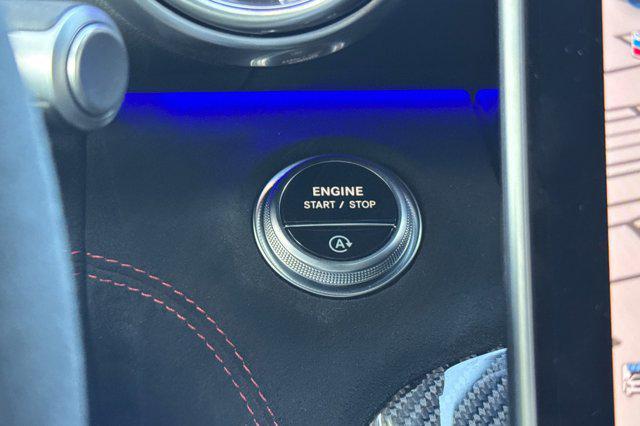 ENGINE
START / STOP
A